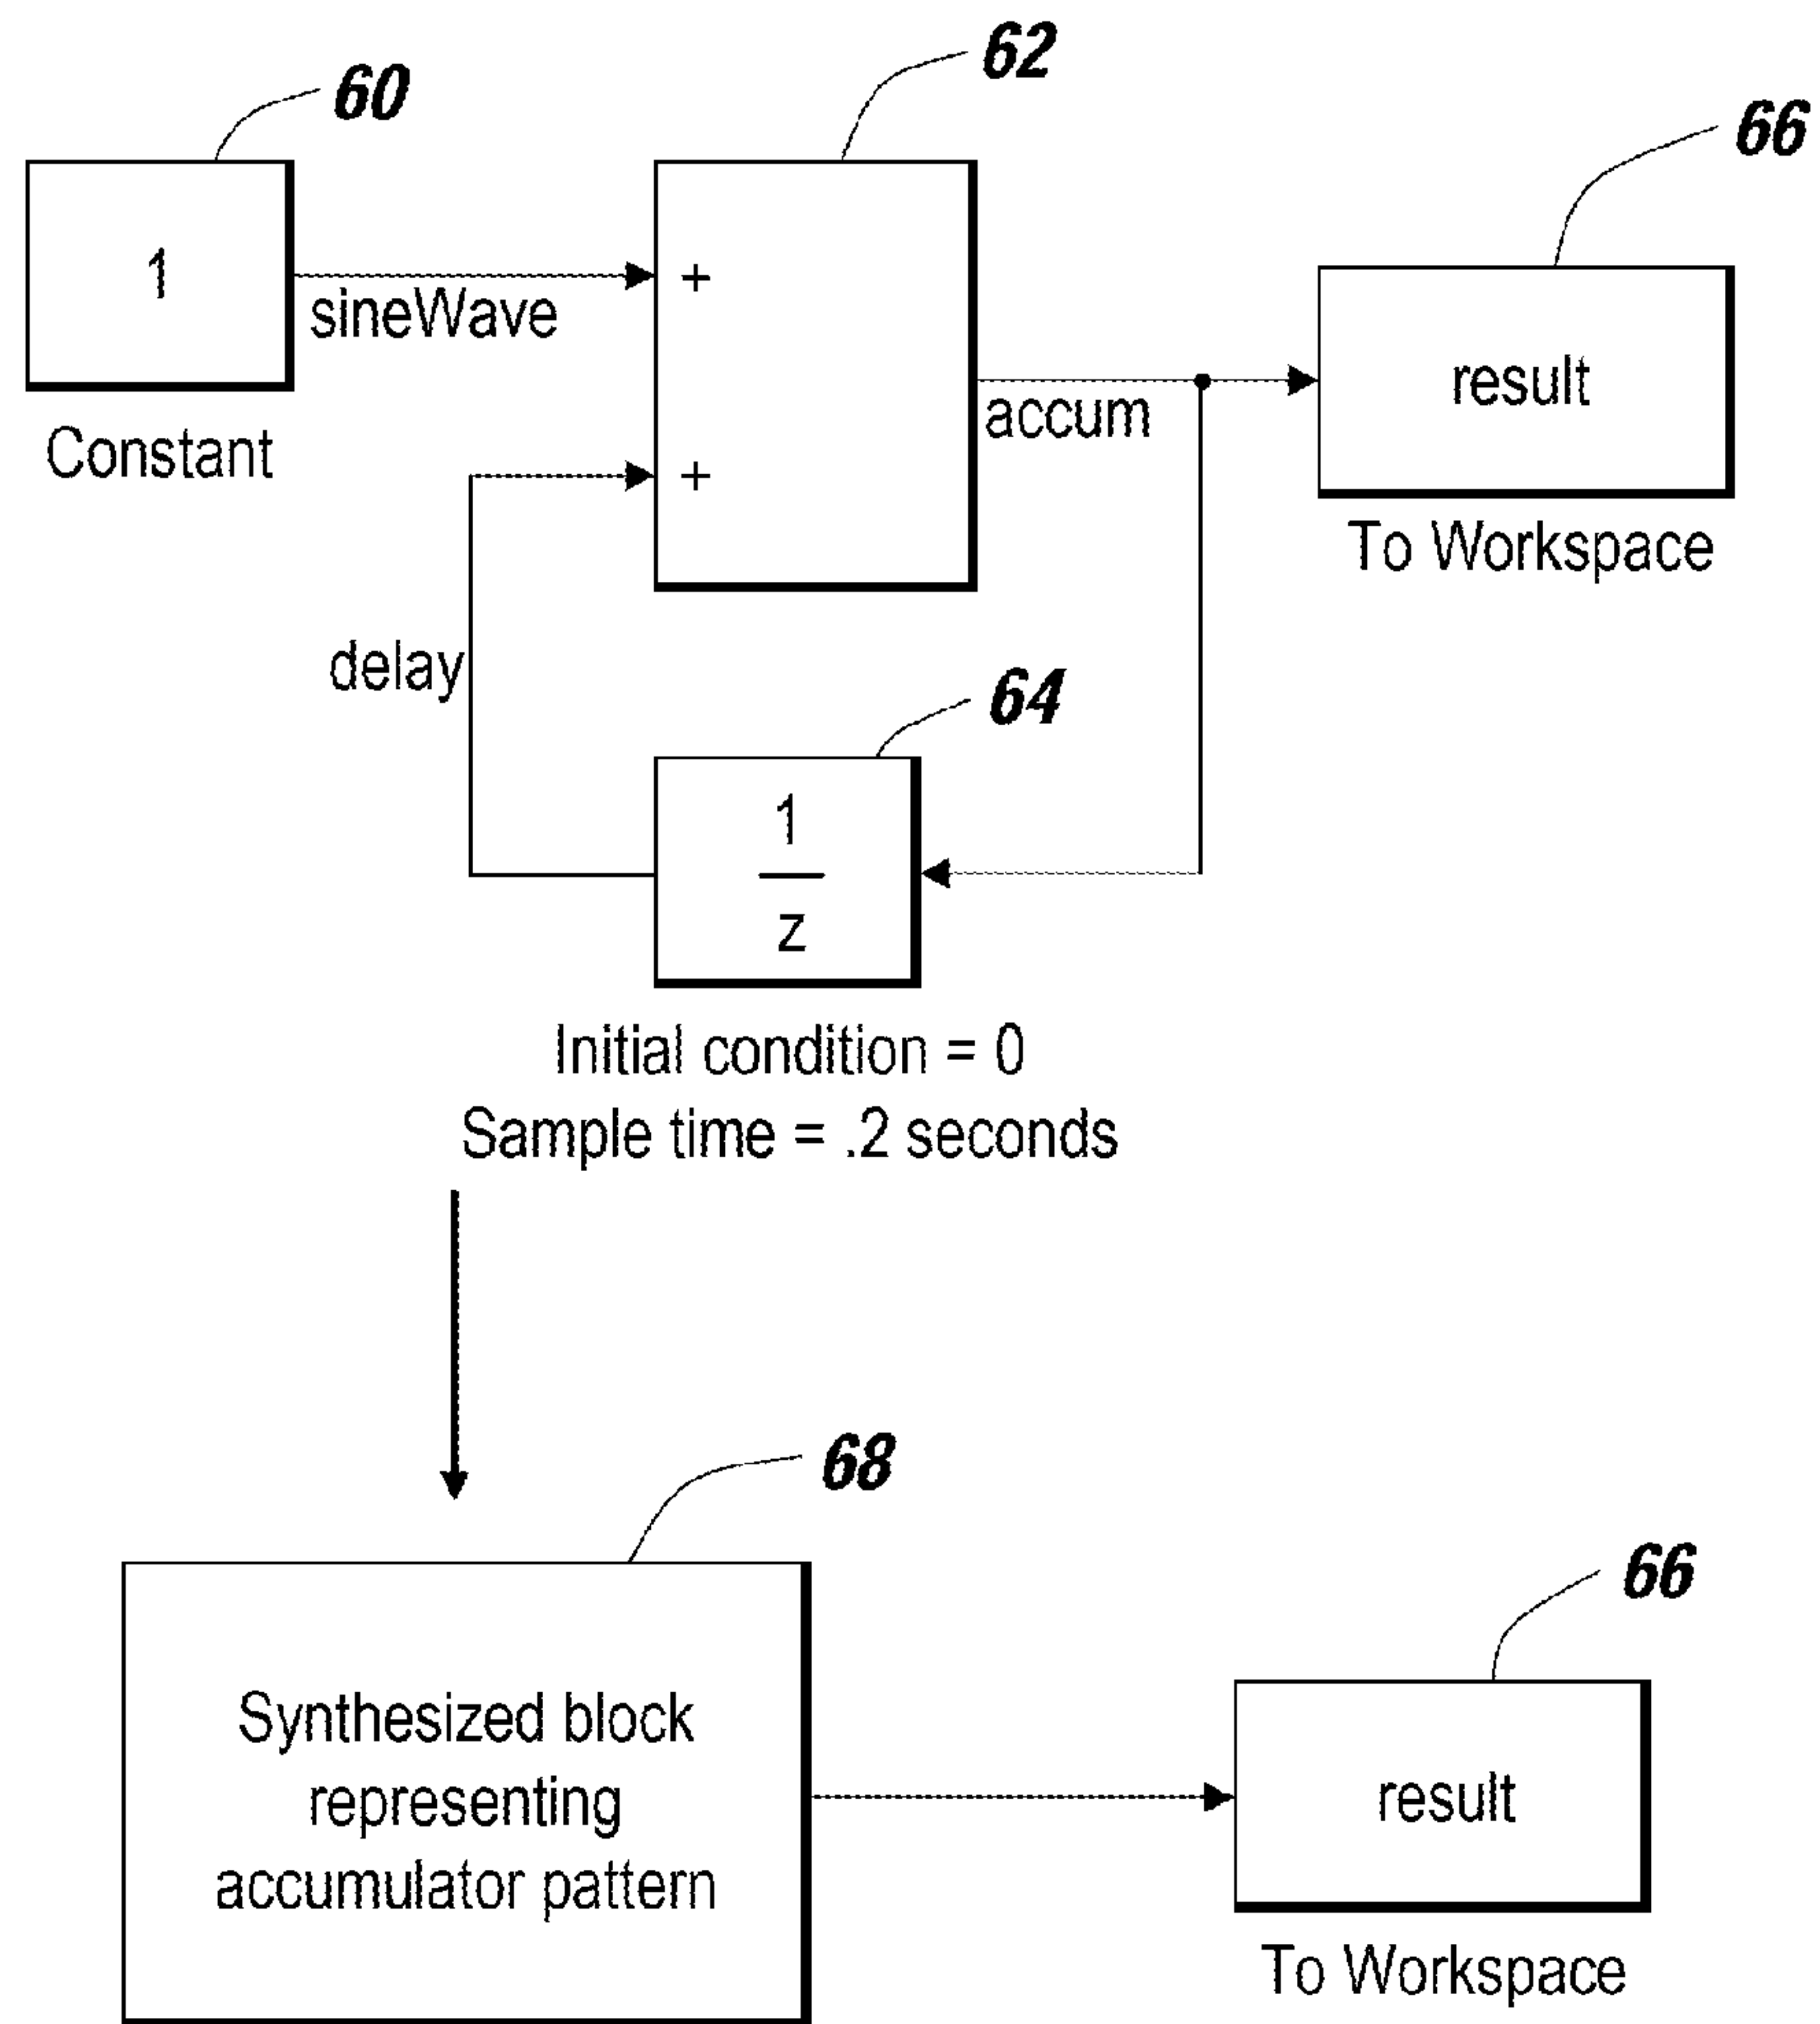 60
62
66
1
sineWave
+
+
Constant
accum
result
To Workspace
delay
64
1
z
Initial condition = 0
Sample time = .2 seconds
68
66
Synthesized block
representing
accumulator pattern
result
To Workspace